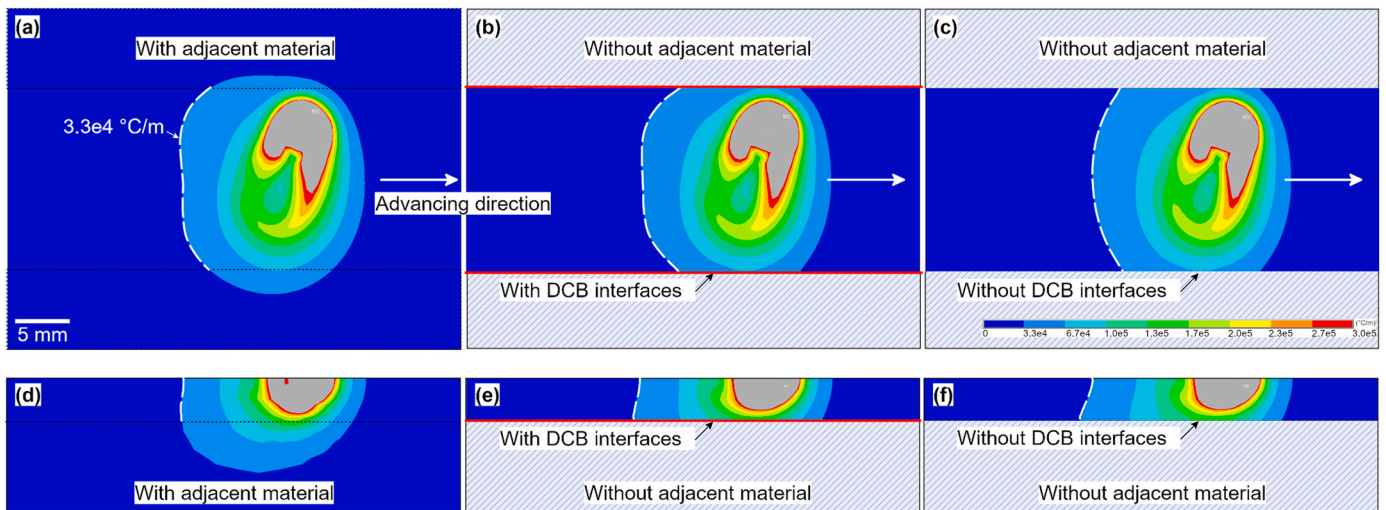 (a)
With adjacent material
3.3e4 °C/m
Advancing direction
5 mm
(b)
Without adjacent material
With DCB interfaces
(c)
Without adjacent material
Without DCB interfaces
(°C/m)
0 3.3e4 6.7e4 1.0e5 1.3e5 1.7e5 2.0e5 2.3e5 2.7e5 3.0e5
(d)
With adjacent material
(e)
With DCB interfaces
Without adjacent material
(f)
Without DCB interfaces
Without adjacent material